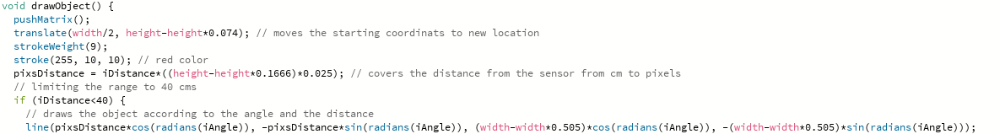 void drawObject() {
  pushMatrix();
  translate(width/2, height-height*0.074); // moves the starting coordinats to new location
  strokeWeight(9);
  stroke(255, 10, 10); // red color
  pixsDistance = iDistance*((height-height*0.1666)*0.025); // covers the distance from the sensor from cm to pixels
  // limiting the range to 40 cms
  if (iDistance<40) {
    // draws the object according to the angle and the distance
    line(pixsDistance*cos(radians(iAngle)), -pixsDistance*sin(radians(iAngle)), (width-width*0.505)*cos(radians(iAngle)), -(width-width*0.505)*sin(radians(iAngle)));